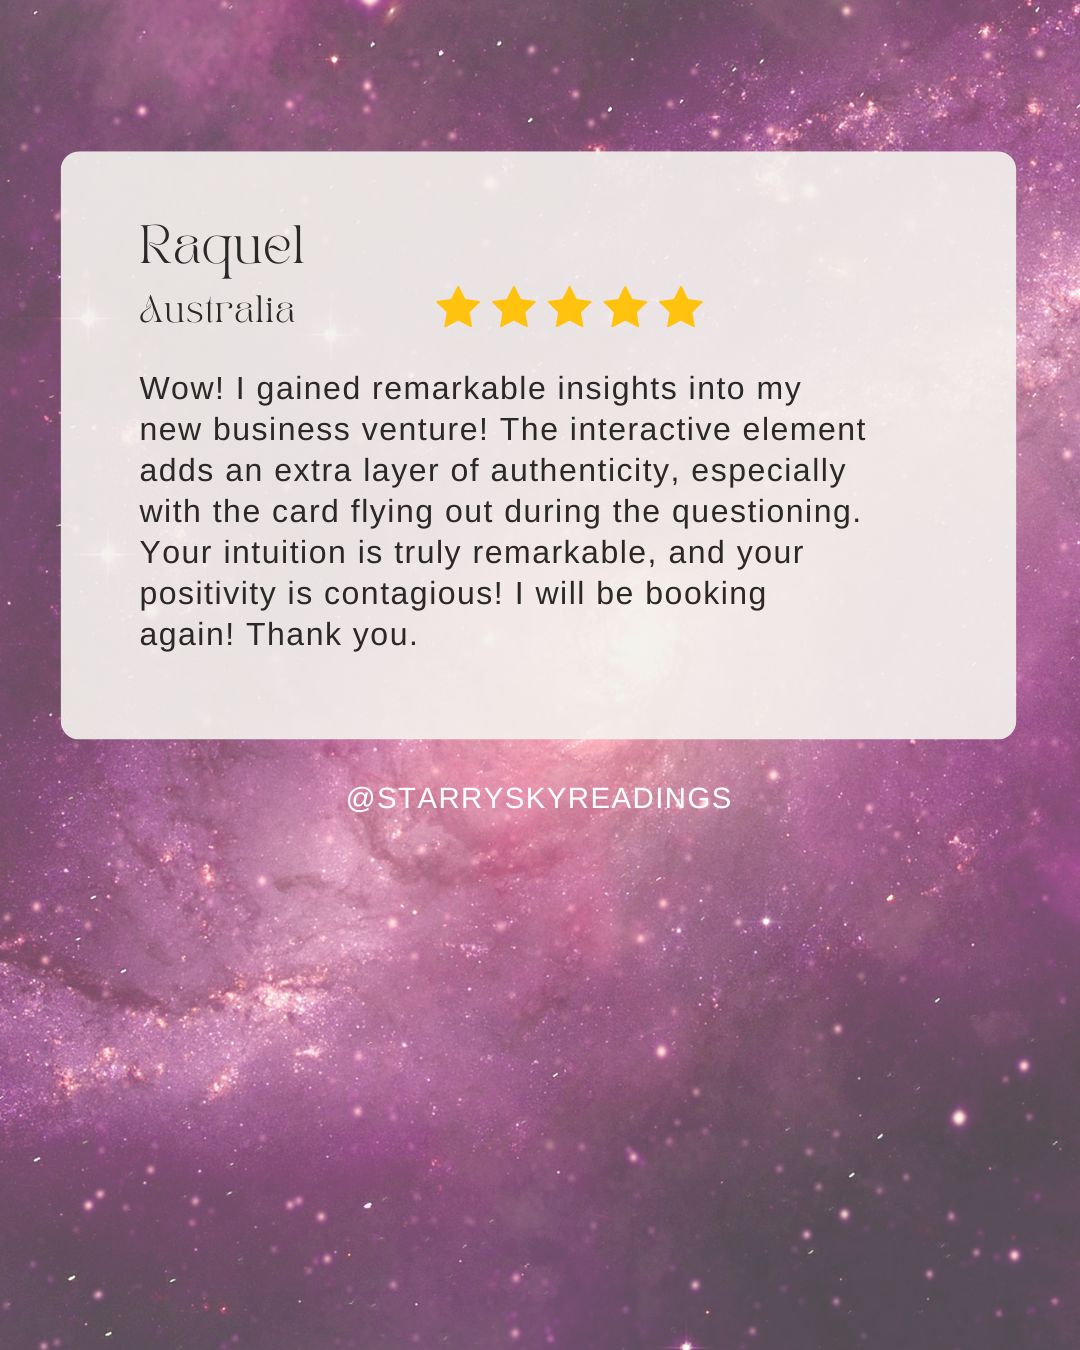 Raquel
Australia
Wow! I gained remarkable insights into my
new business venture! The interactive element
adds an extra layer of authenticity, especially
with the card flying out during the questioning.
Your intuition is truly remarkable, and your
positivity is contagious! I will be booking
again! Thank you.
@STARRYSKYREADINGS